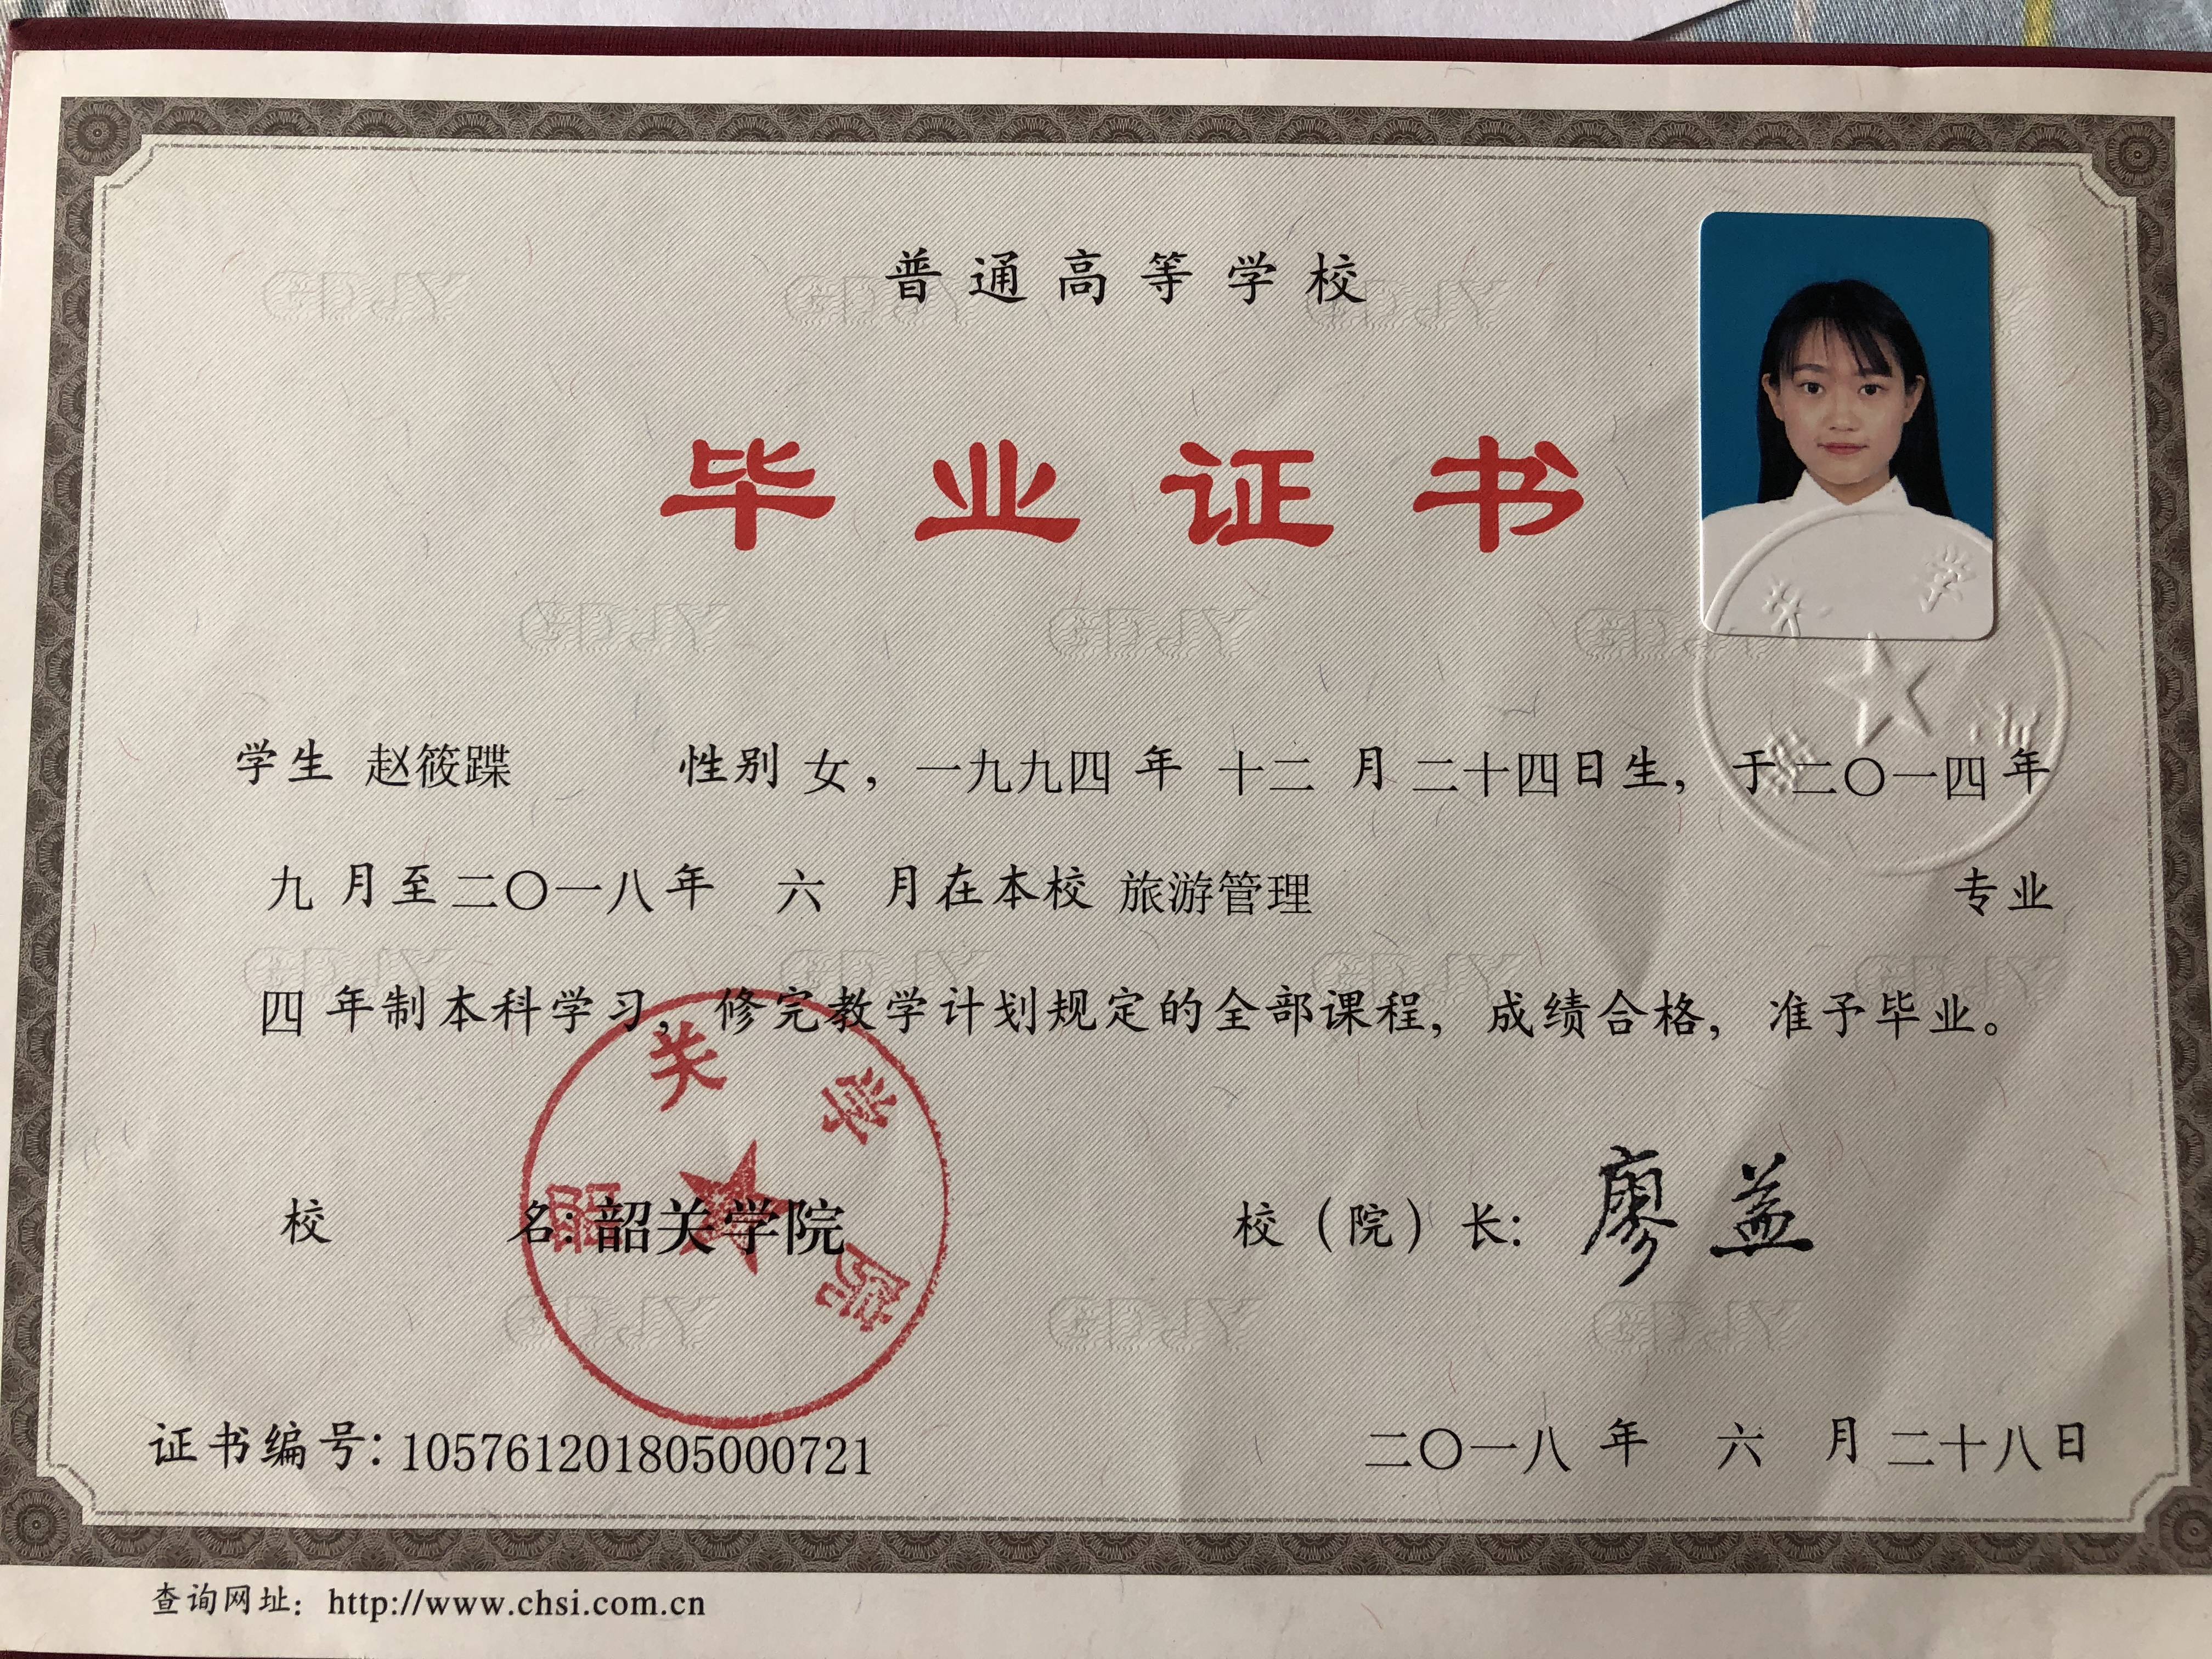 普通高等学校
毕业证书
学生 赵筱蹀 性别 女，一九九四 年 十二 月 二十四日生，于二〇一四 年
九 月至二〇一八年 六 月在本校 旅游管理 专业
四 年制本科学习，修完教学计划规定的全部课程，成绩合格，准予毕业。
校 名：韶关学院 校（院）长：廖益
韶关学院
证书编号：105761201805000721 二〇一八 年 六 月 二十八日
查询网址：http://www.chsi.com.cn